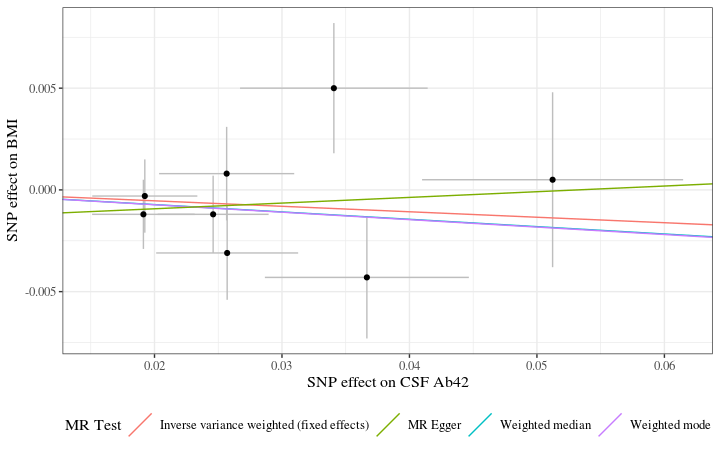 SNP effect on BMI
0.005
0.000
-0.005
0.02 0.03 0.04 0.05 0.06
SNP effect on CSF Ab42
MR Test Inverse variance weighted (fixed effects) MR Egger Weighted median Weighted mode